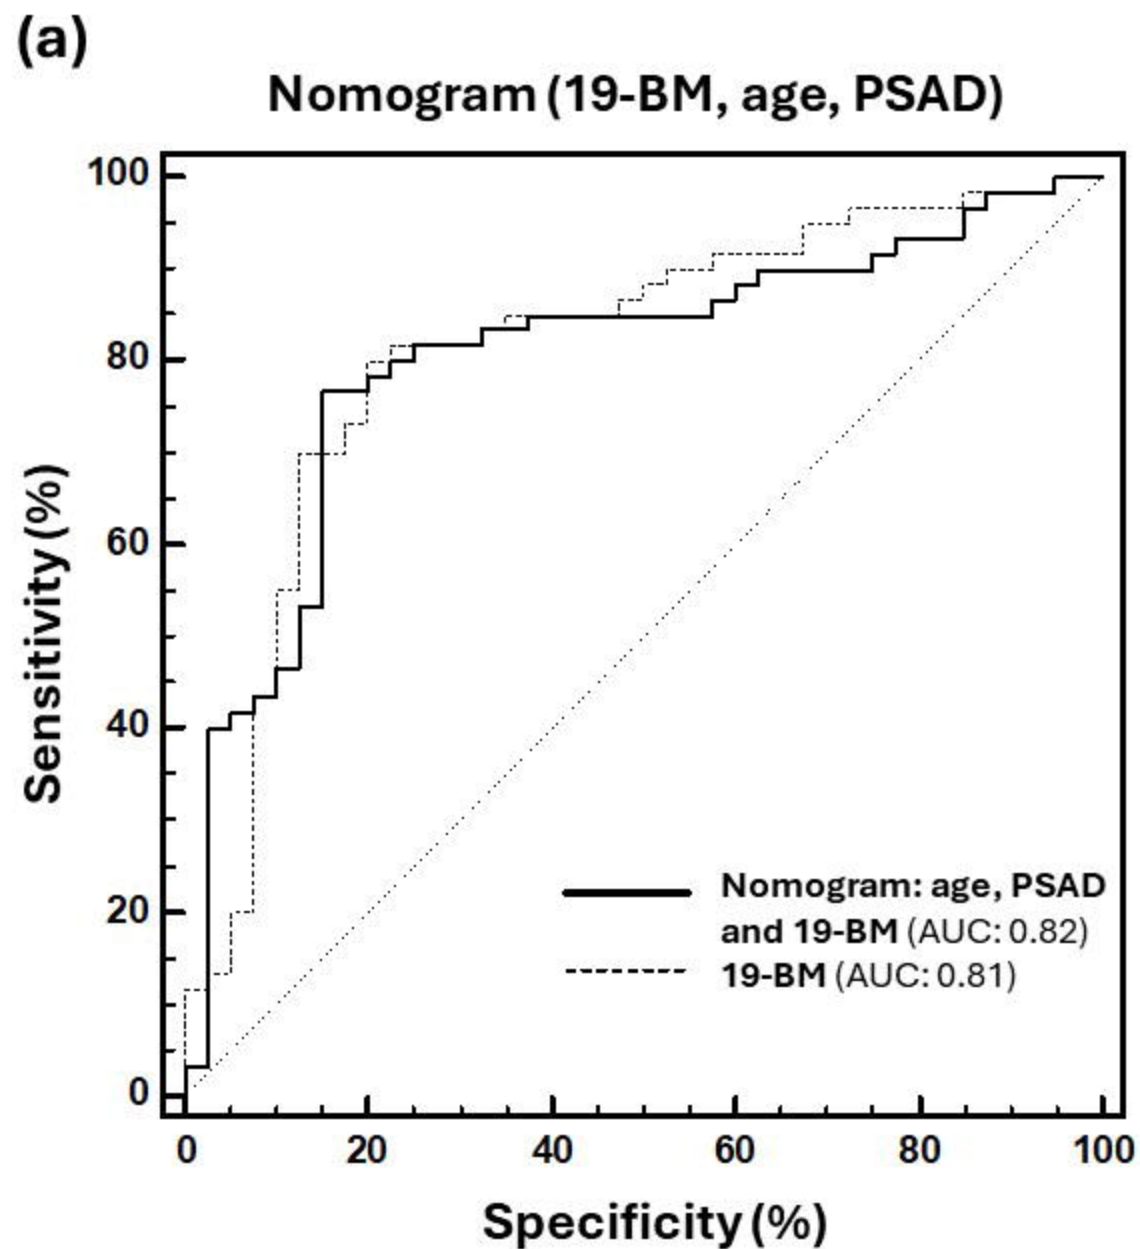 (a)
Nomogram (19-BM, age, PSAD)
100
80
60
40
20
0
Sensitivity (%)
Nomogram: age, PSAD
and 19-BM (AUC: 0.82)
19-BM (AUC: 0.81)
0 20 40 60 80 100
Specificity (%)